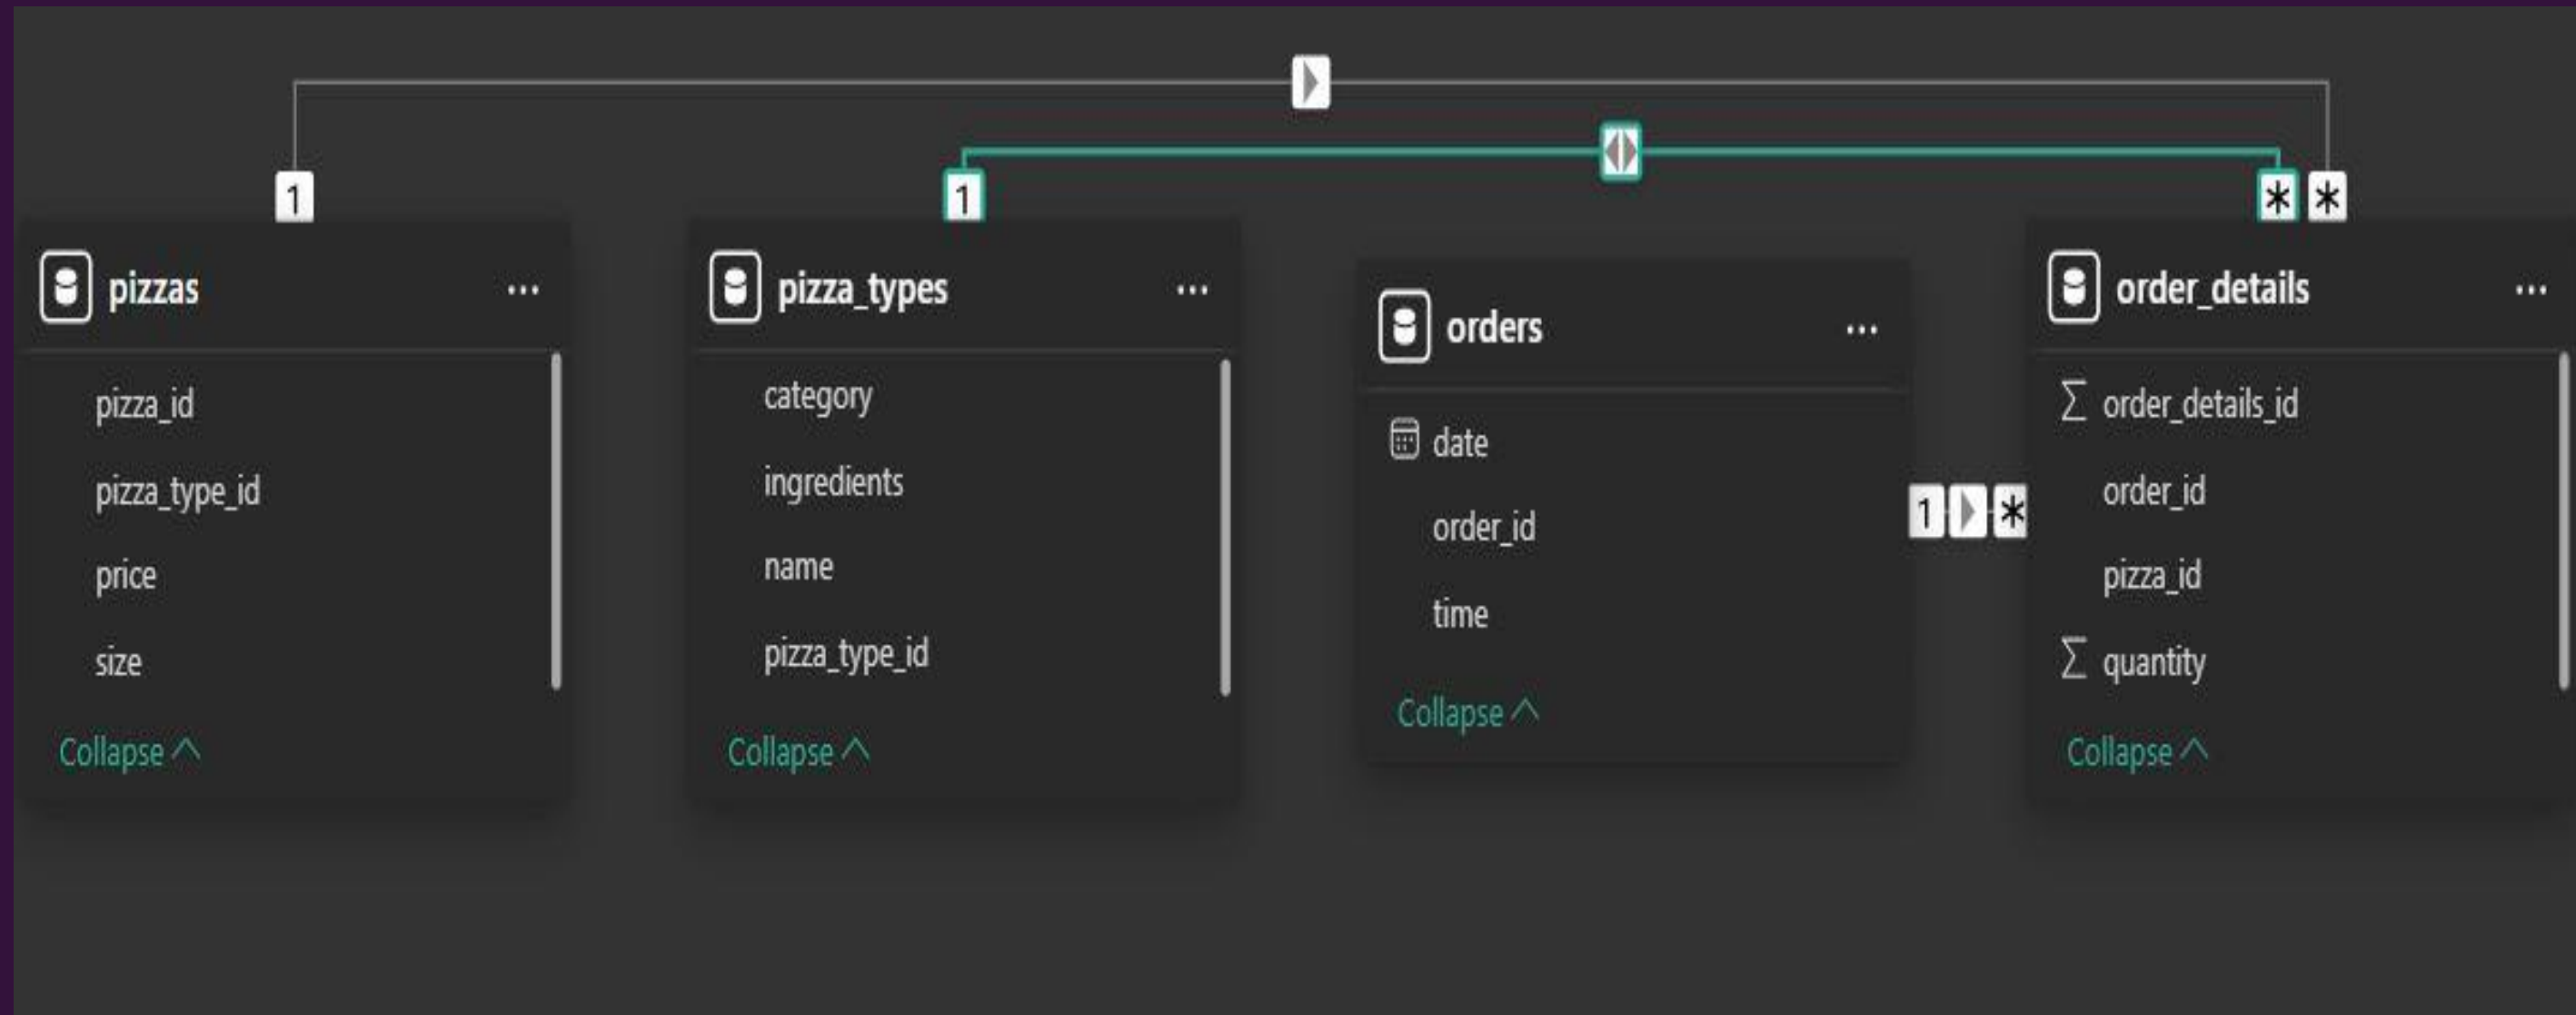 1
1
* *
pizzas ...
pizza_id
pizza_type_id
price
size
Collapse
pizza_types ...
category
ingredients
name
pizza_type_id
Collapse
orders ...
date
order_id
time
Collapse
1 *
order_details ...
Σ order_details_id
order_id
pizza_id
Σ quantity
Collapse